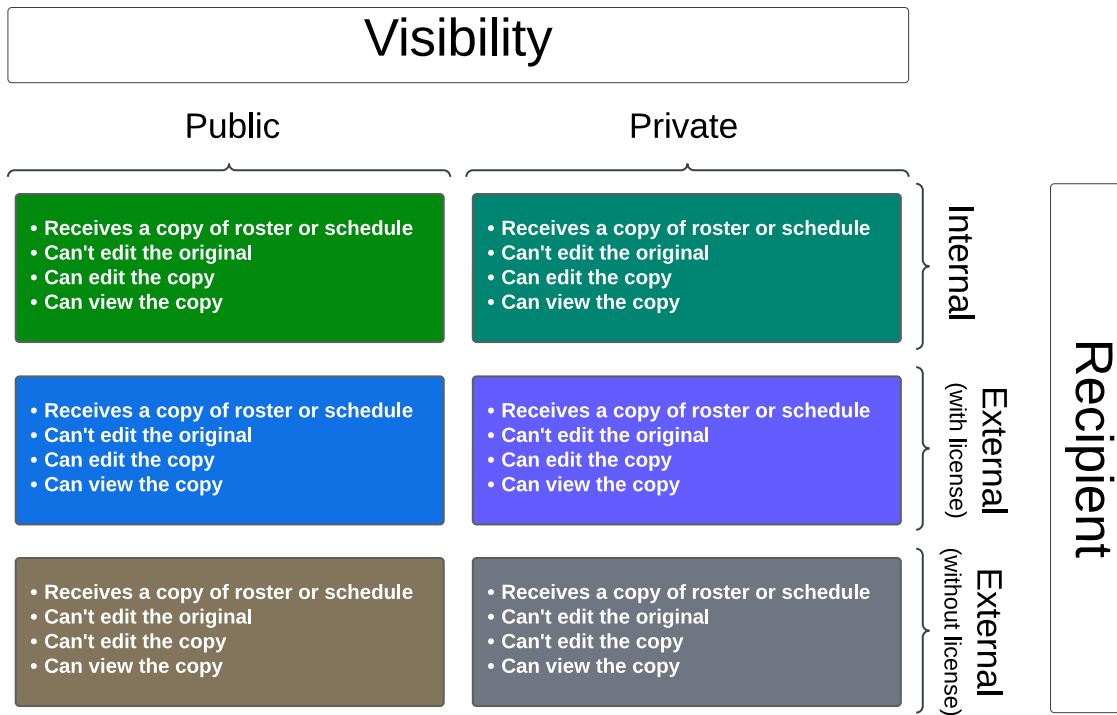 Visibility
Public
Private
• Receives a copy of roster or schedule
• Can't edit the original
• Can edit the copy
• Can view the copy
• Receives a copy of roster or schedule
• Can't edit the original
• Can edit the copy
• Can view the copy
Internal
• Receives a copy of roster or schedule
• Can't edit the original
• Can edit the copy
• Can view the copy
• Receives a copy of roster or schedule
• Can't edit the original
• Can edit the copy
• Can view the copy
External
(with license)
• Receives a copy of roster or schedule
• Can't edit the original
• Can't edit the copy
• Can view the copy
• Receives a copy of roster or schedule
• Can't edit the original
• Can't edit the copy
• Can view the copy
External
(without license)
Recipient